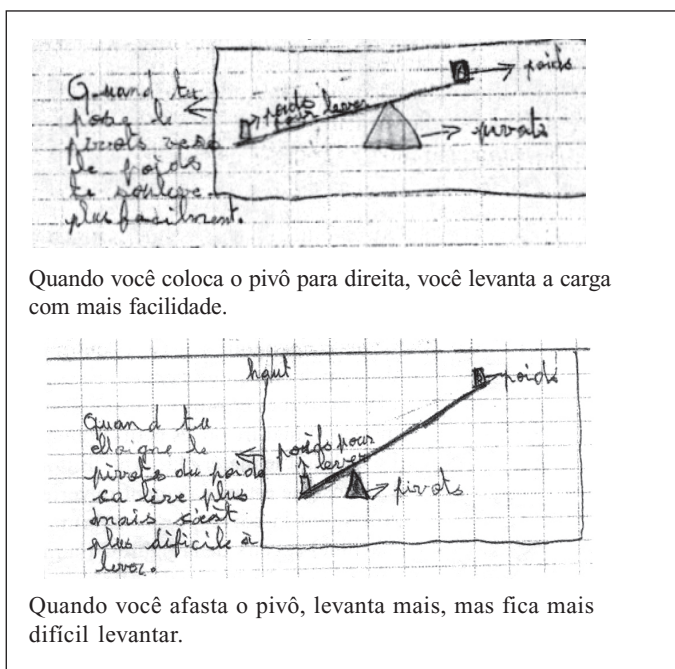 Quand tu
pose le
pivots vers
le poids
tu soulève
plus facilment.
poids
pour lever
poids
pivots
Quando você coloca o pivô para direita, você levanta a carga
com mais facilidade.
haut
Quand tu
éloigne le
pivots du poids
ça lève plus
mais c'est
plus dificile à
lever.
poids pour
lever
poids
pivots
Quando você afasta o pivô, levanta mais, mas fica mais
difícil levantar.